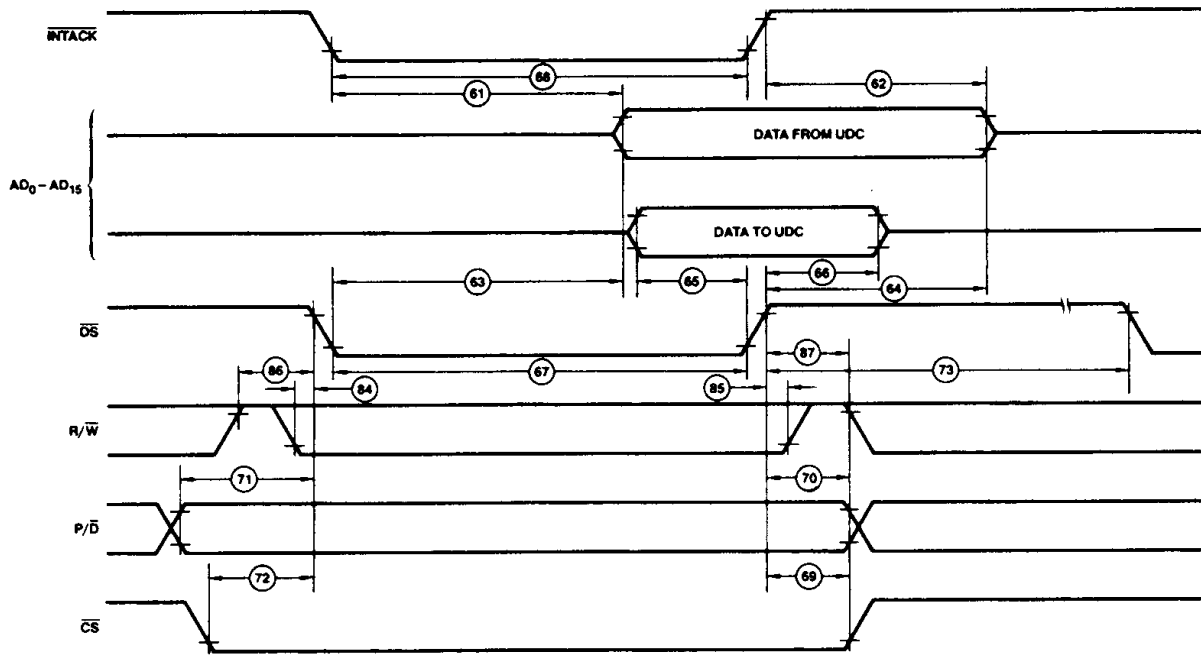 INTACK
68
61
62
DATA FROM UDC
AD0–AD15
DATA TO UDC
63
65
66
64
DS
87
86
67
73
84
85
R/W
71
70
P/D
72
69
CS